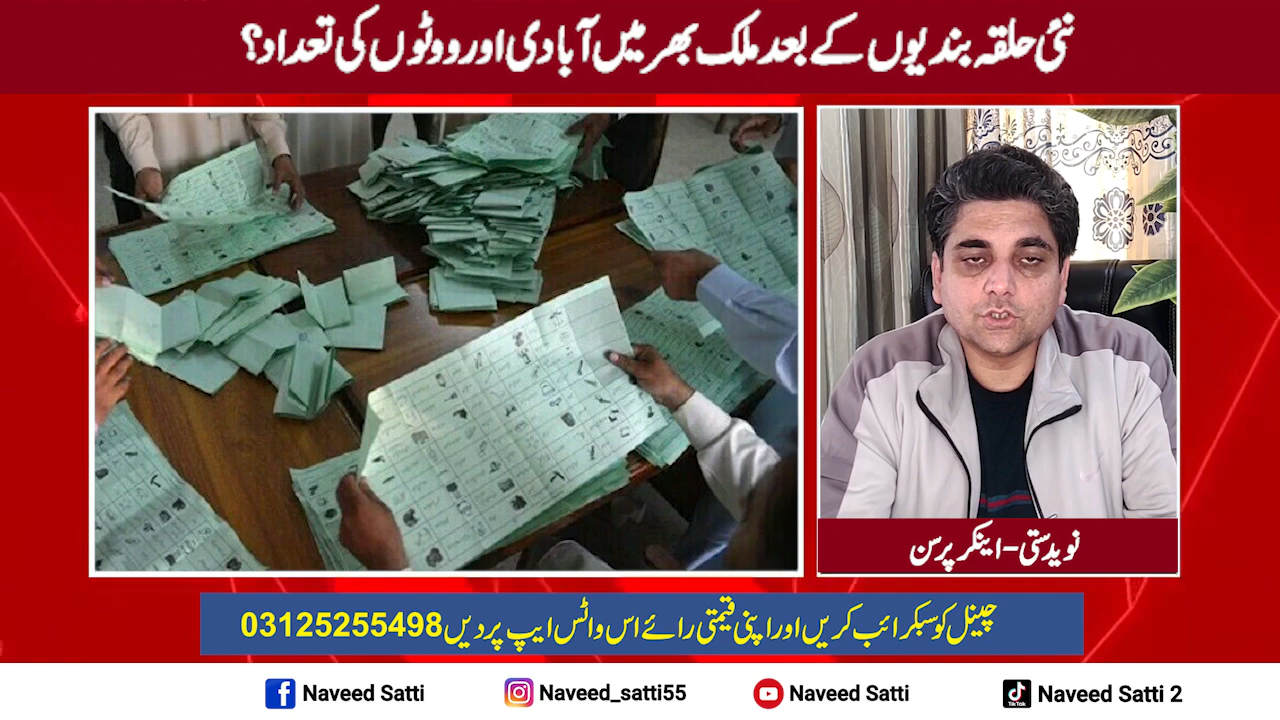 نئی حلقہ بندیوں کے بعد ملک بھر میں آبادی اور ووٹوں کی تعداد؟
نوید ستی - اینکر پرسن
چینل کو سبکرائب کریں اور اپنی قیمتی رائے اس واٹس ایپ پر دیں 03125255498
Naveed Satti
Naveed_satti55
Naveed Satti
TikTok
Naveed Satti 2